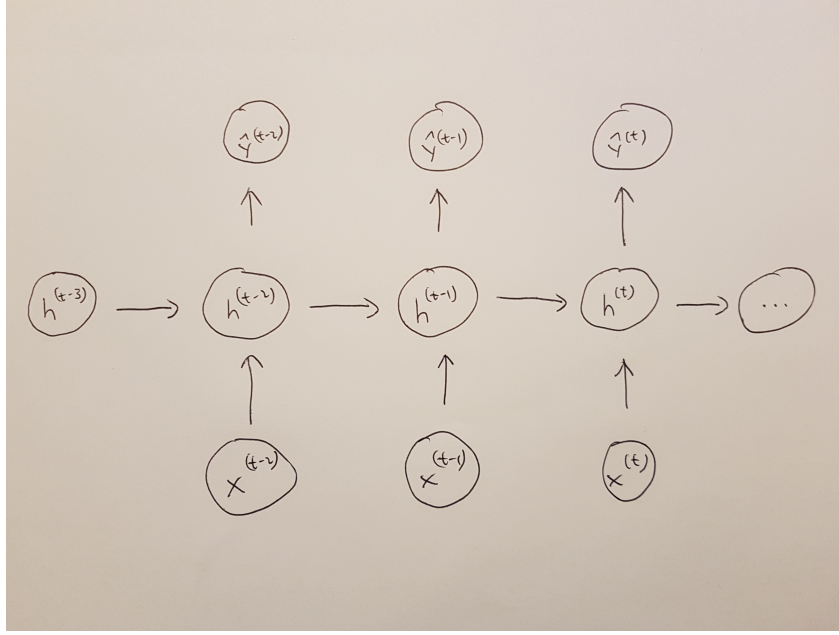 ŷ(t-2) ŷ(t-1) ŷ(t)
h(t-3) h(t-2) h(t-1) h(t) ...
x(t-2) x(t-1) x(t)